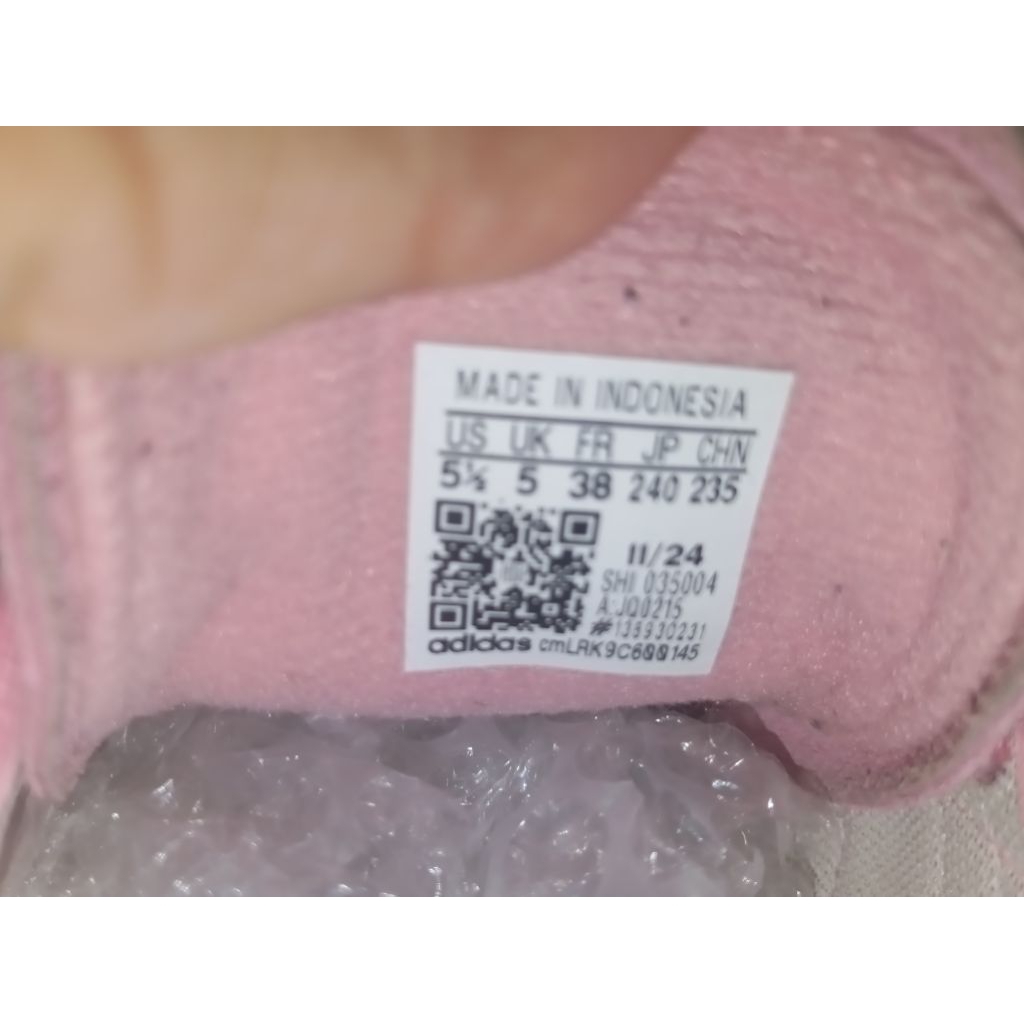 MADE IN INDONESIA
US UK FR JP CHN
5½ 5 38 240 235
11/24
SHI 035004
A:JQ0215
#135930231
adidas cmLRK9C600145